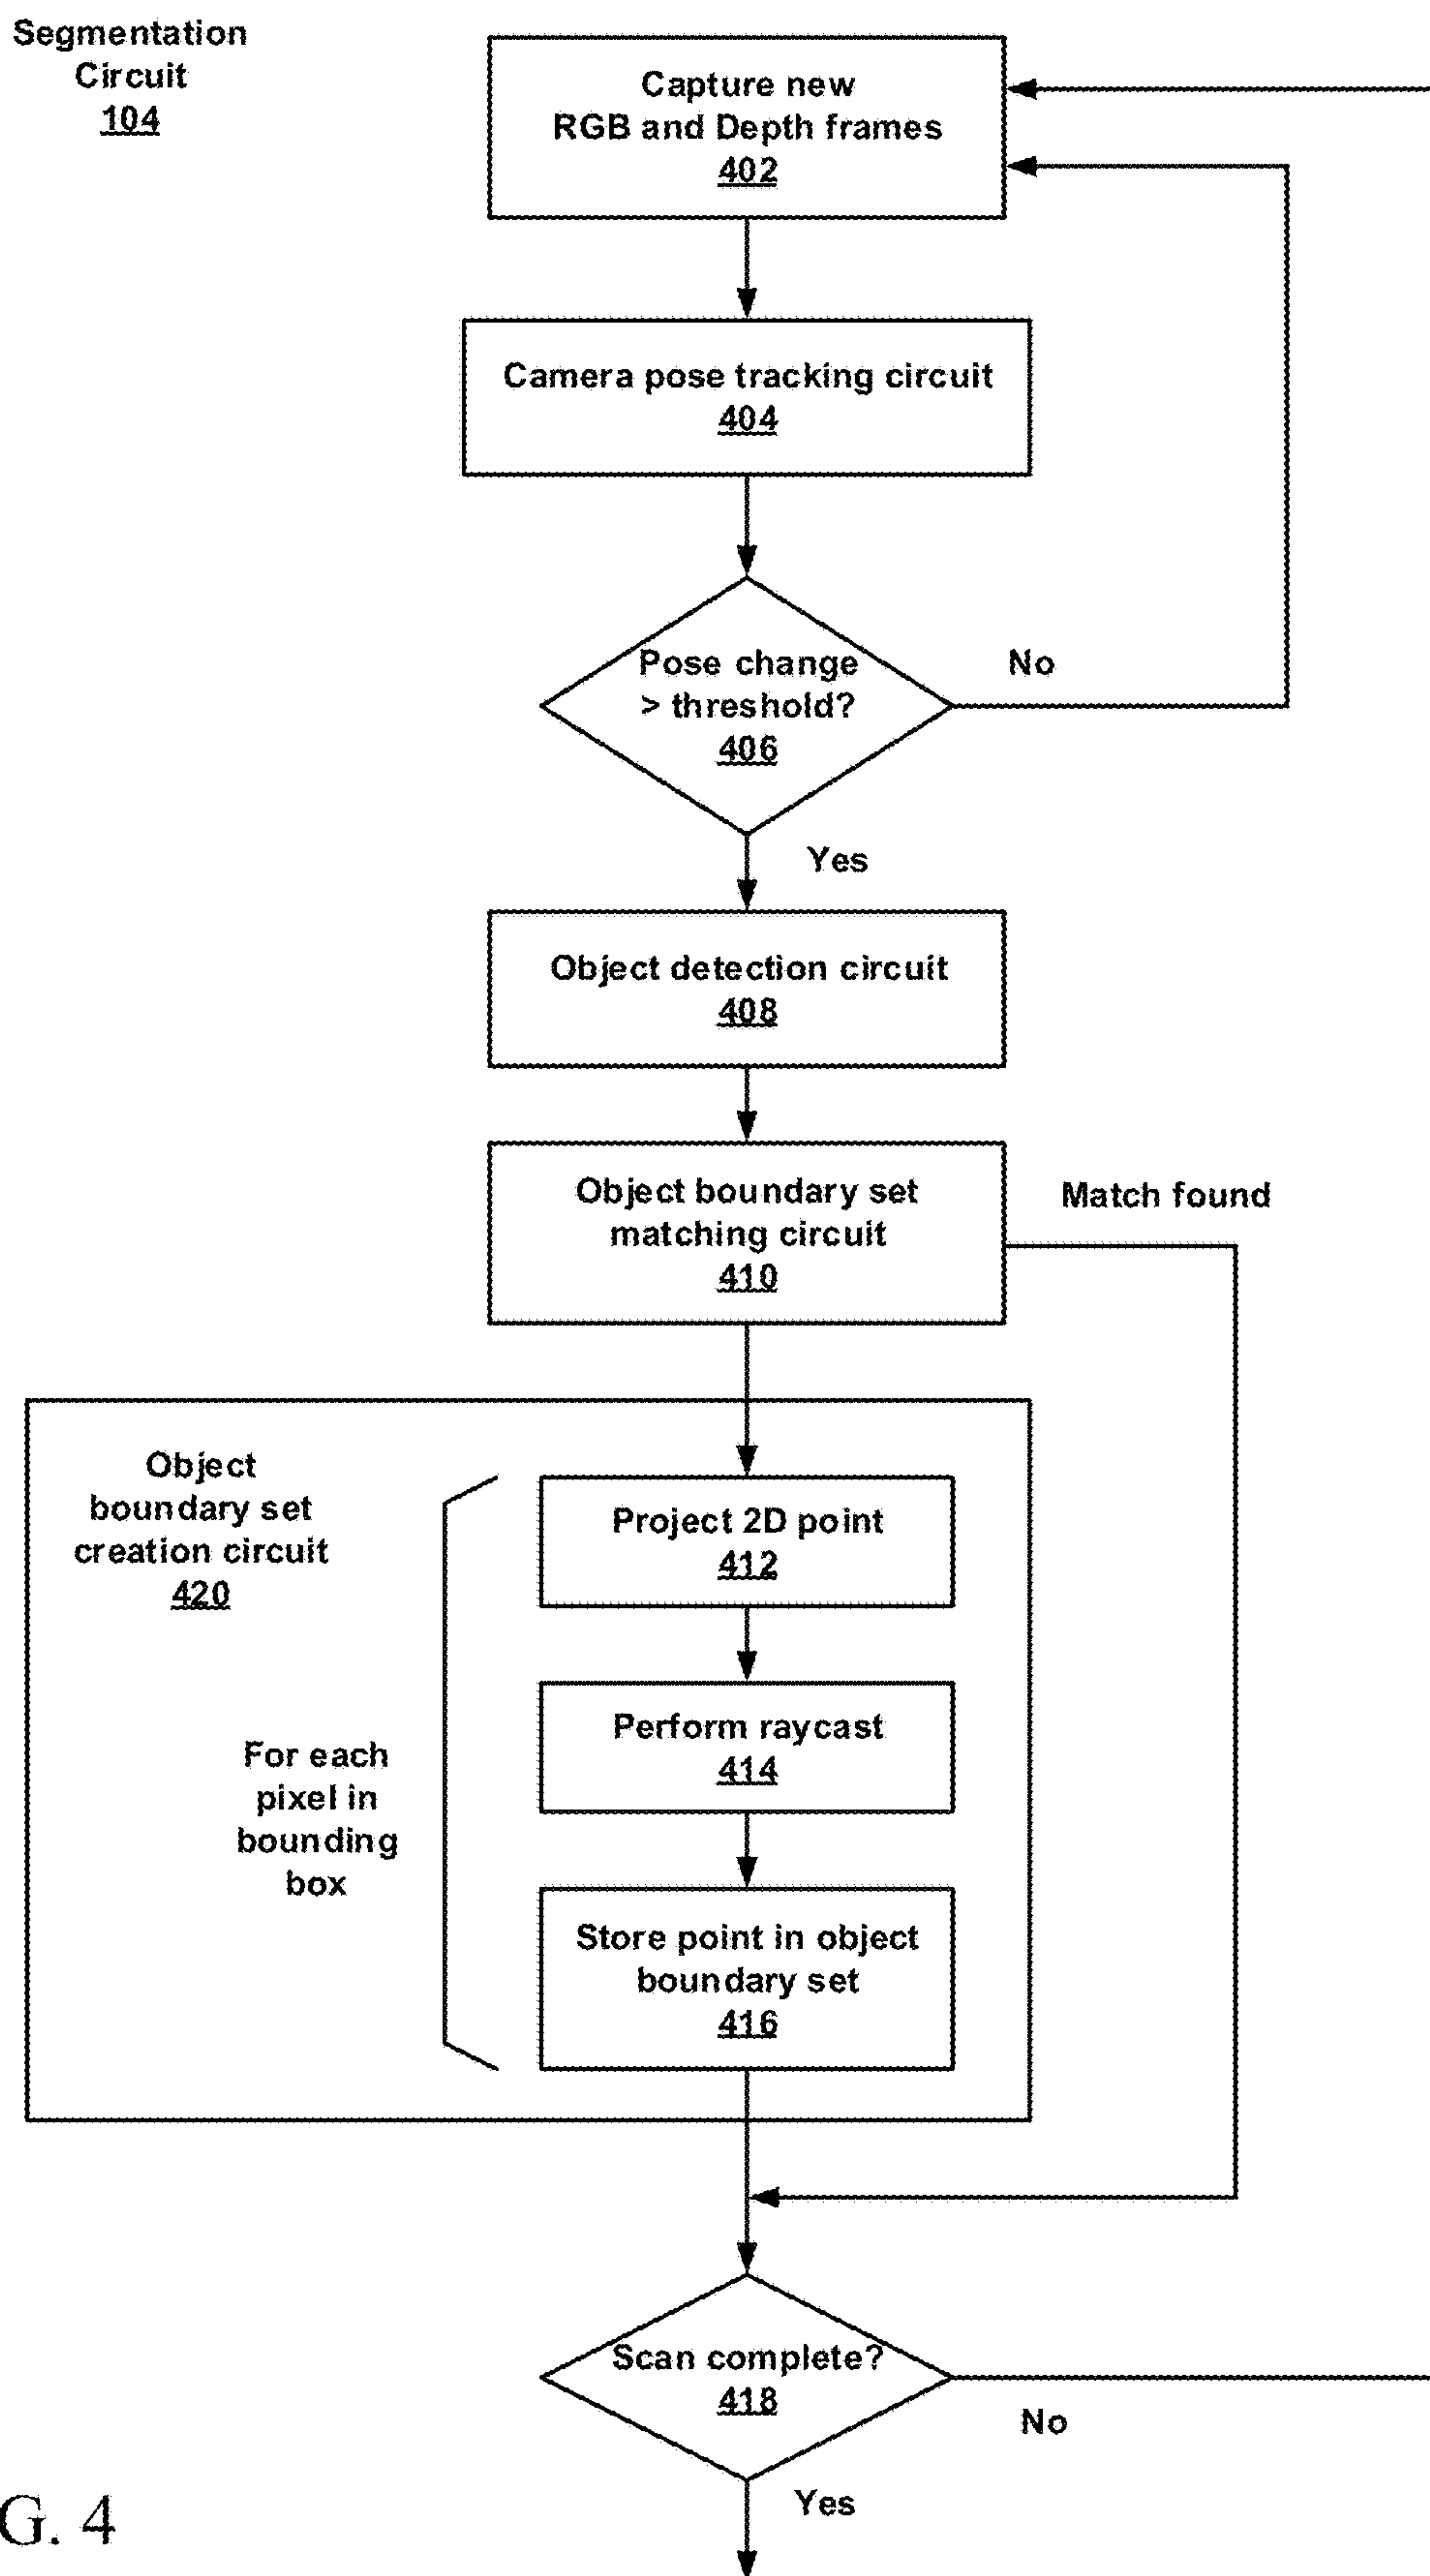 Segmentation
Circuit
104
Capture new
RGB and Depth frames
402
Camera pose tracking circuit
404
Pose change
> threshold?
406
No
Yes
Object detection circuit
408
Object boundary set
matching circuit
410
Match found
Object
boundary set
creation circuit
420
For each
pixel in
bounding
box
Project 2D point
412
Perform raycast
414
Store point in object
boundary set
416
Scan complete?
418
No
Yes
G. 4